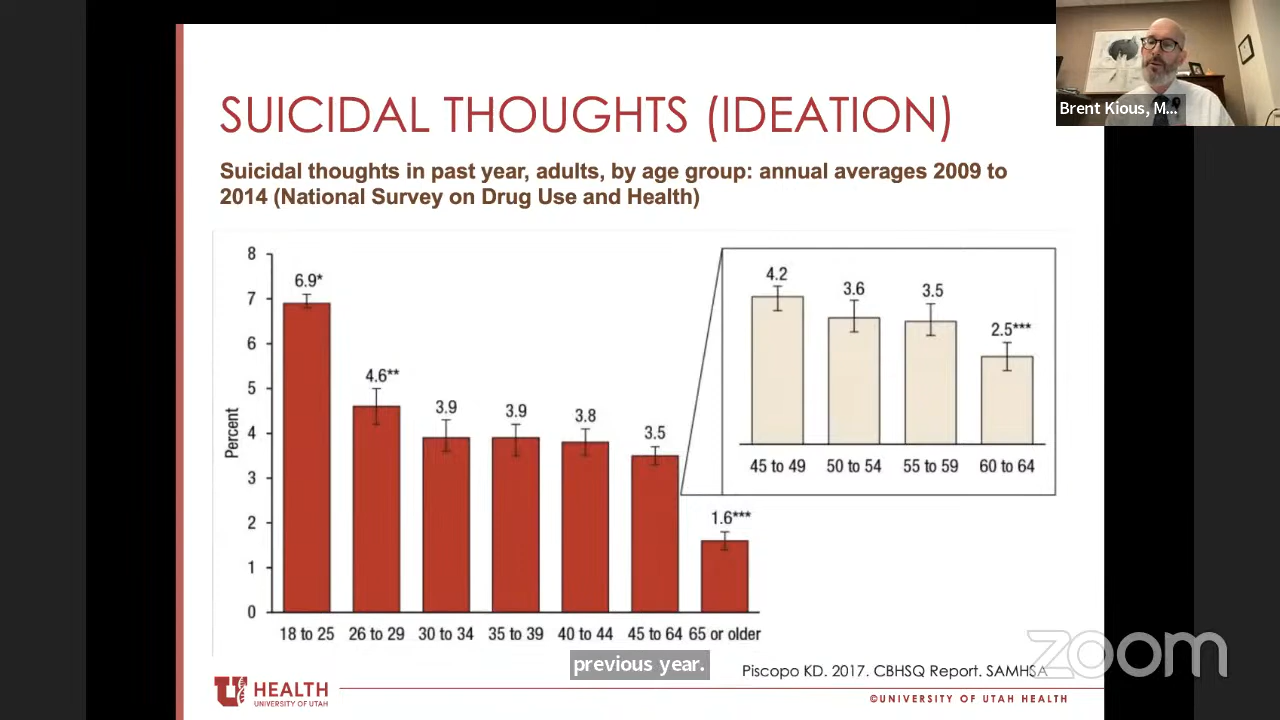 Brent Kious, M...
SUICIDAL THOUGHTS (IDEATION)
Suicidal thoughts in past year, adults, by age group: annual averages 2009 to
2014 (National Survey on Drug Use and Health)
Percent
8
7
6
5
4
3
2
1
0
6.9*
4.6**
3.9
3.9
3.8
3.5
1.6***
18 to 25
26 to 29
30 to 34
35 to 39
40 to 44
45 to 64
65 or older
4.2
3.6
3.5
2.5***
45 to 49
50 to 54
55 to 59
60 to 64
previous year.
Piscopo KD. 2017. CBHSQ Report. SAMHSA
zoom
U HEALTH
UNIVERSITY OF UTAH
©UNIVERSITY OF UTAH HEALTH